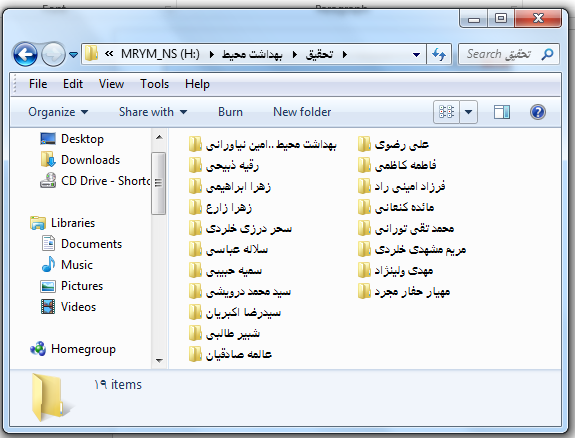 Font
Paragraph
« MRYM_NS (H:) ▸ بهداشت محیط ▸ تحقیق ▸
Search تحقیق
File Edit View Tools Help
Organize Share with Burn New folder
Desktop
Downloads
CD Drive - Shortc
Libraries
Documents
Music
Pictures
Videos
Homegroup
بهداشت محیط ..امین نیاورانی
رقیه ذبیحی
زهرا ابراهیمی
زهرا زارع
سحر درزی خلردی
سلاله عباسی
سمیه حبیبی
سید محمد درویشی
سیدرضا اکبریان
شبیر طالبی
عالمه صادقیان
علی رضوی
فاطمه کاظمی
فرزاد امینی راد
مائده کنعانی
محمد تقی تورانی
مریم مشهدی خلردی
مهدی ولینژاد
مهیار حفار مجرد
۱۹ items